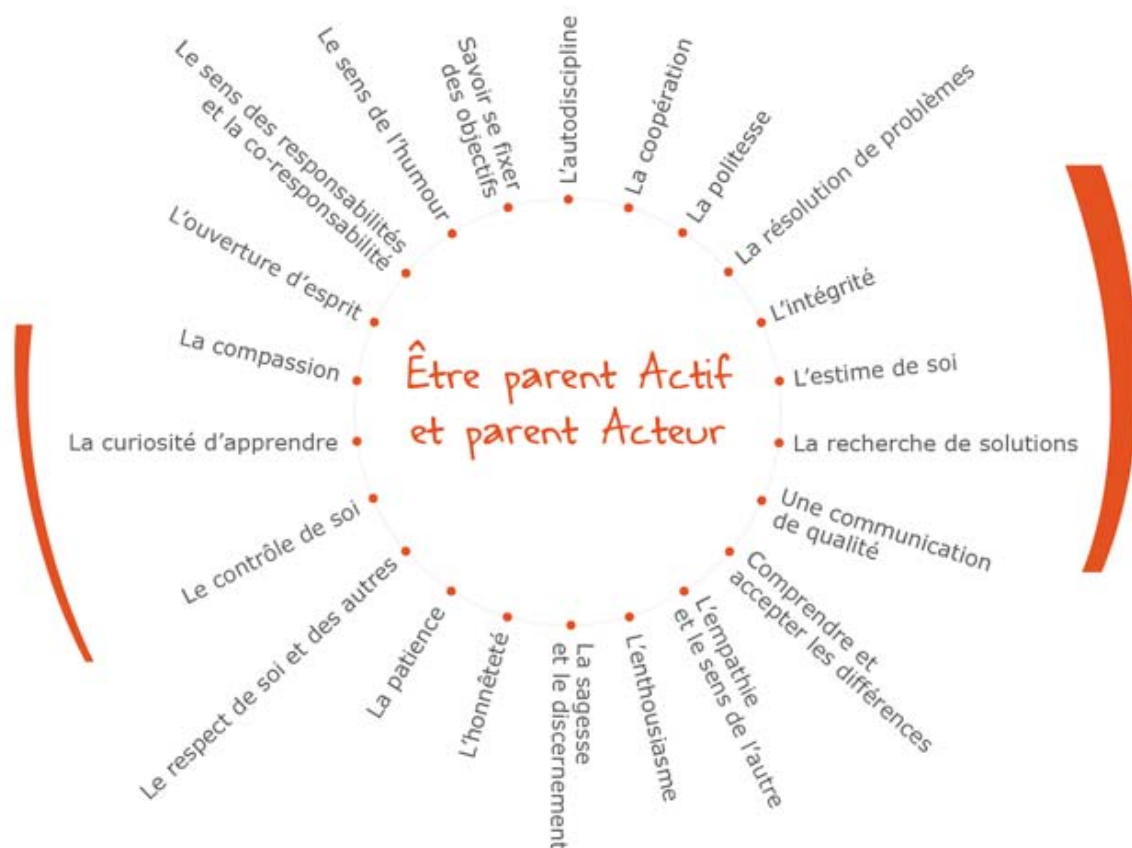 Être parent Actif
et parent Acteur
L'autodiscipline
La coopération
La politesse
La résolution de problèmes
L'intégrité
L'estime de soi
La recherche de solutions
Une communication
de qualité
Comprendre et
accepter les différences
L'empathie
et le sens de l'autre
L'enthousiasme
La sagesse
et le discernement
L'honnêteté
La patience
Le respect de soi et des autres
Le contrôle de soi
La curiosité d'apprendre
La compassion
L'ouverture d'esprit
Le sens des responsabilités
et la co-responsabilité
Le sens de l'humour
Savoir se fixer
des objectifs